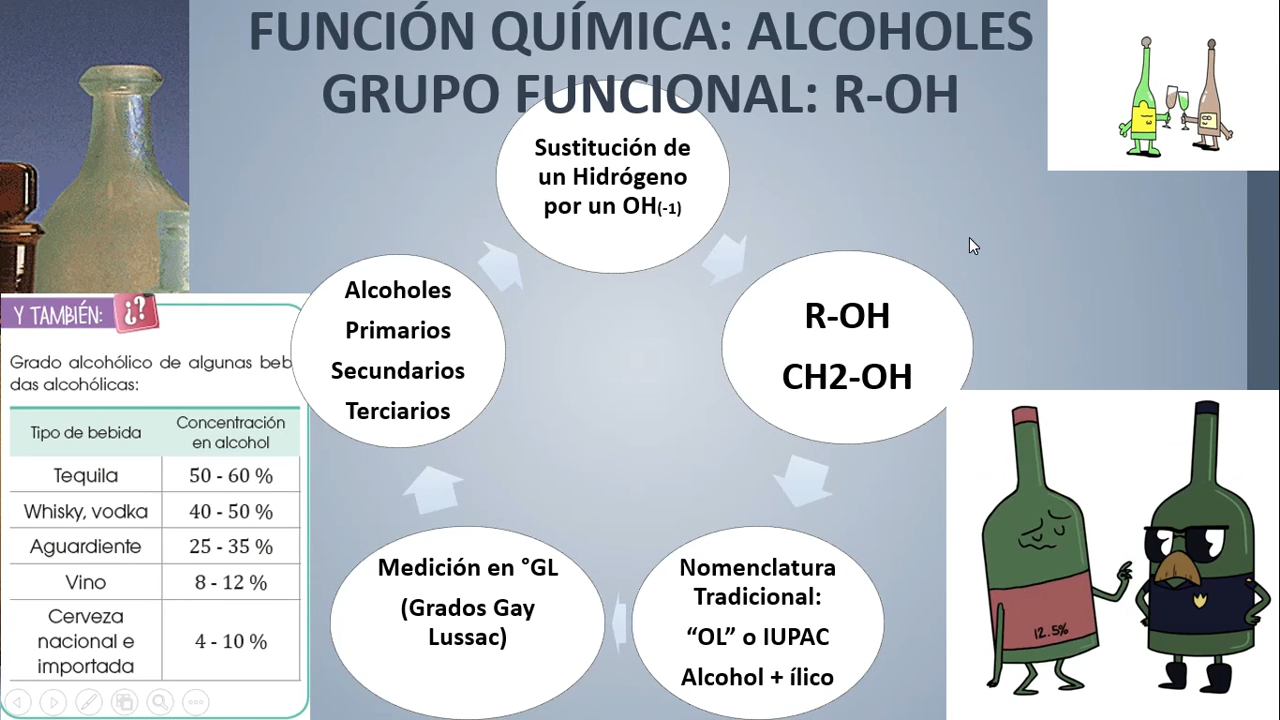 FUNCIÓN QUÍMICA: ALCOHOLES
GRUPO FUNCIONAL: R-OH
Sustitución de
un Hidrógeno
por un OH(-1)
R-OH
CH2-OH
Nomenclatura
Tradicional:
“OL” o IUPAC
Alcohol + ílico
Medición en °GL
(Grados Gay
Lussac)
Alcoholes
Primarios
Secundarios
Terciarios
Y TAMBIÉN: ¿?
Grado alcohólico de algunas beb
das alcohólicas:
Tipo de bebida
Concentración
en alcohol
Tequila 50 - 60 %
Whisky, vodka 40 - 50 %
Aguardiente 25 - 35 %
Vino 8 - 12 %
Cerveza
nacional e
importada
4 - 10 %
12.5%